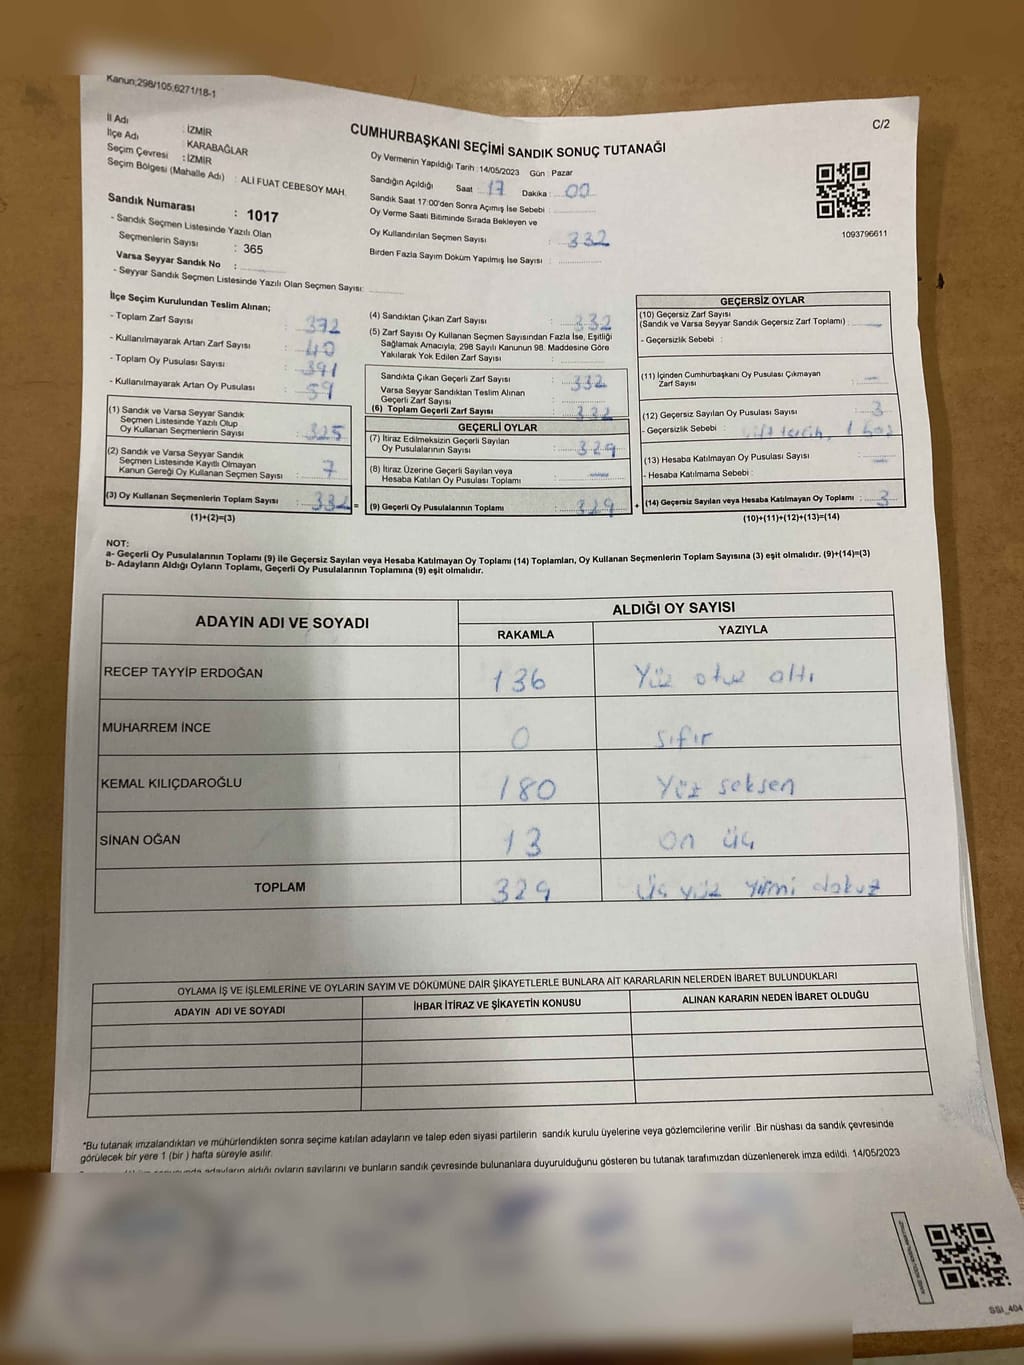 Kanun:298/105,6271/18-1
C/2
CUMHURBAŞKANI SEÇİMİ SANDIK SONUÇ TUTANAĞI
İl Adı : İZMİR
İlçe Adı : KARABAĞLAR
Seçim Çevresi : İZMİR
Seçim Bölgesi (Mahalle Adı) : ALİ FUAT CEBESOY MAH.
Oy Vermenin Yapıldığı Tarih : 14/05/2023 Gün : Pazar
Sandığın Açıldığı Saat : 17 Dakika : 00
Sandık Saat 17:00'den Sonra Açımış İse Sebebi :
Oy Verme Saati Bitiminde Sırada Bekleyen ve
Oy Kullandırılan Seçmen Sayısı : 332
Birden Fazla Sayım Döküm Yapılmış İse Sayısı :
1093796611
Sandık Numarası : 1017
- Sandık Seçmen Listesinde Yazılı Olan
Seçmenlerin Sayısı : 365
Varsa Seyyar Sandık No :
- Seyyar Sandık Seçmen Listesinde Yazılı Olan Seçmen Sayısı:
İlçe Seçim Kurulundan Teslim Alınan;
- Toplam Zarf Sayısı : 372
- Kullanılmayarak Artan Zarf Sayısı : 40
- Toplam Oy Pusulası Sayısı : 391
- Kullanılmayarak Artan Oy Pusulası : 59
(1) Sandık ve Varsa Seyyar Sandık
Seçmen Listesinde Yazılı Olup
Oy Kullanan Seçmenlerin Sayısı : 325
(2) Sandık ve Varsa Seyyar Sandık
Seçmen Listesinde Kayıtlı Olmayan
Kanun Gereği Oy Kullanan Seçmen Sayısı : 7
(3) Oy Kullanan Seçmenlerin Toplam Sayısı : 332 =
(1)+(2)=(3)
(4) Sandıktan Çıkan Zarf Sayısı : 332
(5) Zarf Sayısı Oy Kullanan Seçmen Sayısından Fazla İse, Eşitliği
Sağlamak Amacıyla, 298 Sayılı Kanunun 98. Maddesine Göre
Yakılarak Yok Edilen Zarf Sayısı :
Sandıkta Çıkan Geçerli Zarf Sayısı : 332
Varsa Seyyar Sandıktan Teslim Alınan
Geçerli Zarf Sayısı :
(6) Toplam Geçerli Zarf Sayısı : 332
GEÇERLİ OYLAR
(7) İtiraz Edilmeksizin Geçerli Sayılan
Oy Pusulalarının Sayısı : 329
(8) İtiraz Üzerine Geçerli Sayılan veya
Hesaba Katılan Oy Pusulası Toplamı : —
(9) Geçerli Oy Pusulalarının Toplamı : 329 +
GEÇERSİZ OYLAR
(10) Geçersiz Zarf Sayısı
(Sandık ve Varsa Seyyar Sandık Geçersiz Zarf Toplamı) : —
- Geçersizlik Sebebi :
(11) İçinden Cumhurbaşkanı Oy Pusulası Çıkmayan
Zarf Sayısı : —
(12) Geçersiz Sayılan Oy Pusulası Sayısı : 3
- Geçersizlik Sebebi : tercih, 1
(13) Hesaba Katılmayan Oy Pusulası Sayısı : —
- Hesaba Katılmama Sebebi :
(14) Geçersiz Sayılan veya Hesaba Katılmayan Oy Toplamı : 3
(10)+(11)+(12)+(13)=(14)
NOT:
a- Geçerli Oy Pusulalarının Toplamı (9) ile Geçersiz Sayılan veya Hesaba Katılmayan Oy Toplamı (14) Toplamları, Oy Kullanan Seçmenlerin Toplam Sayısına (3) eşit olmalıdır. (9)+(14)=(3)
b- Adayların Aldığı Oyların Toplamı, Geçerli Oy Pusulalarının Toplamına (9) eşit olmalıdır.
ADAYIN ADI VE SOYADI
ALDIĞI OY SAYISI
RAKAMLA YAZIYLA
RECEP TAYYİP ERDOĞAN 136 Yüz otuz altı
MUHARREM İNCE 0 sıfır
KEMAL KILIÇDAROĞLU 180 Yüz seksen
SİNAN OĞAN 13 on üç
TOPLAM 329 Üç yüz yirmi dokuz
OYLAMA İŞ VE İŞLEMLERİNE VE OYLARIN SAYIM VE DÖKÜMÜNE DAİR ŞİKAYETLERLE BUNLARA AİT KARARLARIN NELERDEN İBARET BULUNDUKLARI
ADAYIN ADI VE SOYADI İHBAR İTİRAZ VE ŞİKAYETİN KONUSU ALINAN KARARIN NEDEN İBARET OLDUĞU
*Bu tutanak imzalandıktan ve mühürlendikten sonra seçime katılan adayların ve talep eden siyasi partilerin sandık kurulu üyelerine veya gözlemcilerine verilir .Bir nüshası da sandık çevresinde
görülecek bir yere 1 (bir ) hafta süreyle asılır.
adayların aldığı oyların sayılarını ve bunların sandık çevresinde bulunanlara duyurulduğunu gösteren bu tutanak tarafımızdan düzenlenerek imza edildi. 14/05/2023
SSI_404